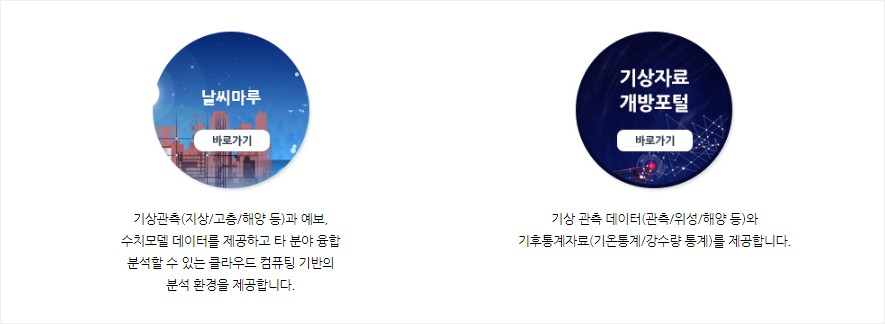 날씨마루
바로가기
기상관측(지상/고층/해양 등)과 예보,
수치모델 데이터를 제공하고 타 분야 융합
분석할 수 있는 클라우드 컴퓨팅 기반의
분석 환경을 제공합니다.
기상자료
개방포털
바로가기
기상 관측 데이터(관측/위성/해양 등)와
기후통계자료(기온통계/강수량 통계)를 제공합니다.